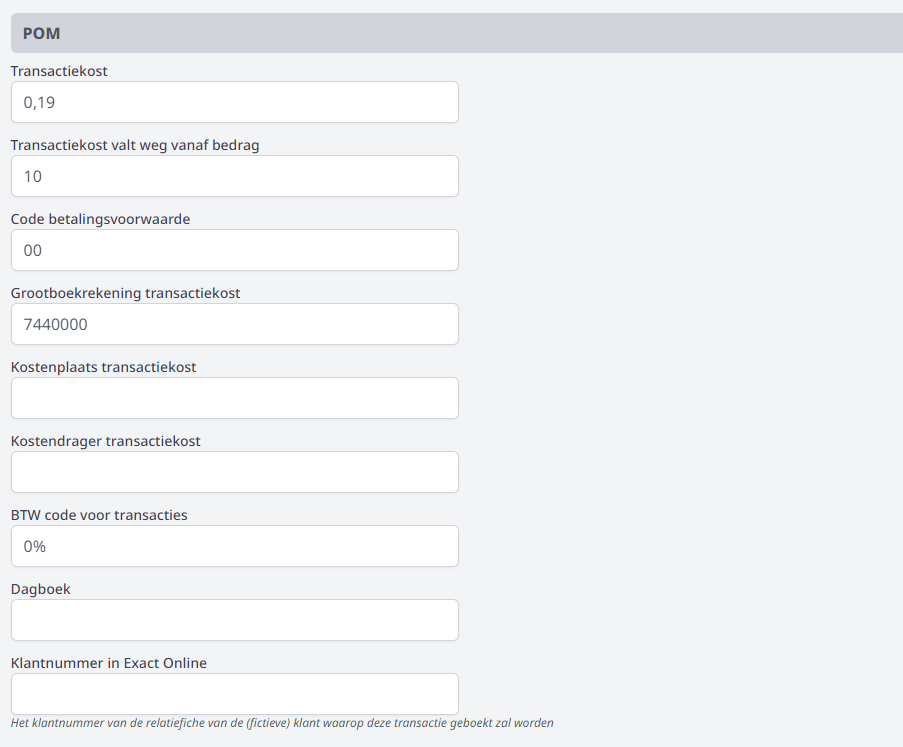 POM
Transactiekost
0,19
Transactiekost valt weg vanaf bedrag
10
Code betalingsvoorwaarde
00
Grootboekrekening transactiekost
7440000
Kostenplaats transactiekost
Kostendrager transactiekost
BTW code voor transacties
0%
Dagboek
Klantnummer in Exact Online
Het klantnummer van de relatiefiche van de (fictieve) klant waarop deze transactie geboekt zal worden